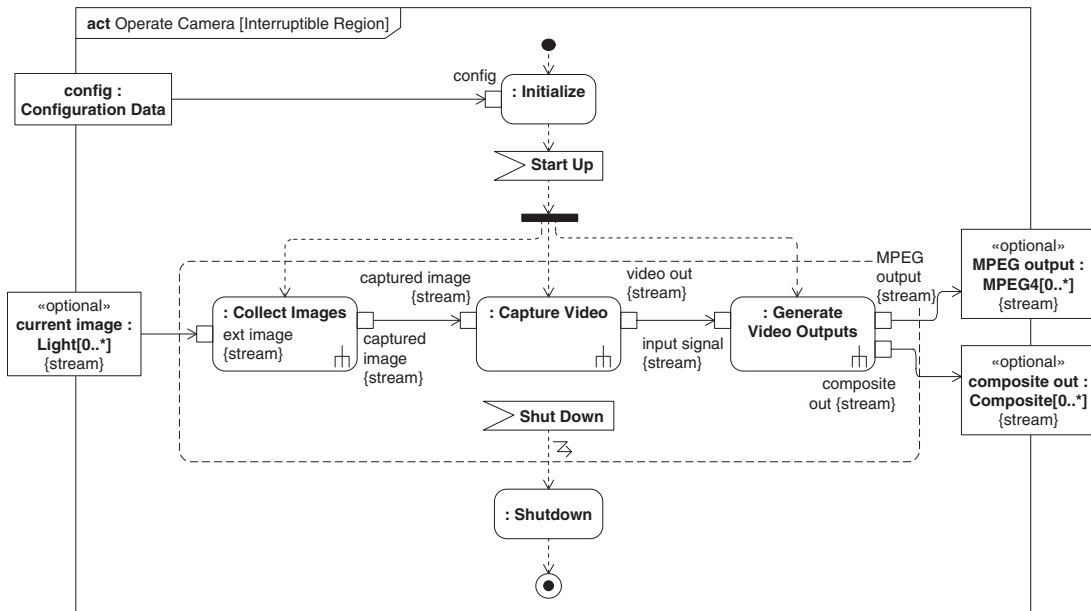 act Operate Camera [Interruptible Region]
config :
Configuration Data
config
: Initialize
Start Up
«optional»
current image :
Light[0..*]
{stream}
: Collect Images
ext image
{stream}
captured image
{stream}
captured
image
{stream}
: Capture Video
video out
{stream}
input signal
{stream}
: Generate
Video Outputs
MPEG
output
{stream}
composite
out {stream}
«optional»
MPEG output :
MPEG4[0..*]
{stream}
«optional»
composite out :
Composite[0..*]
{stream}
Shut Down
: Shutdown